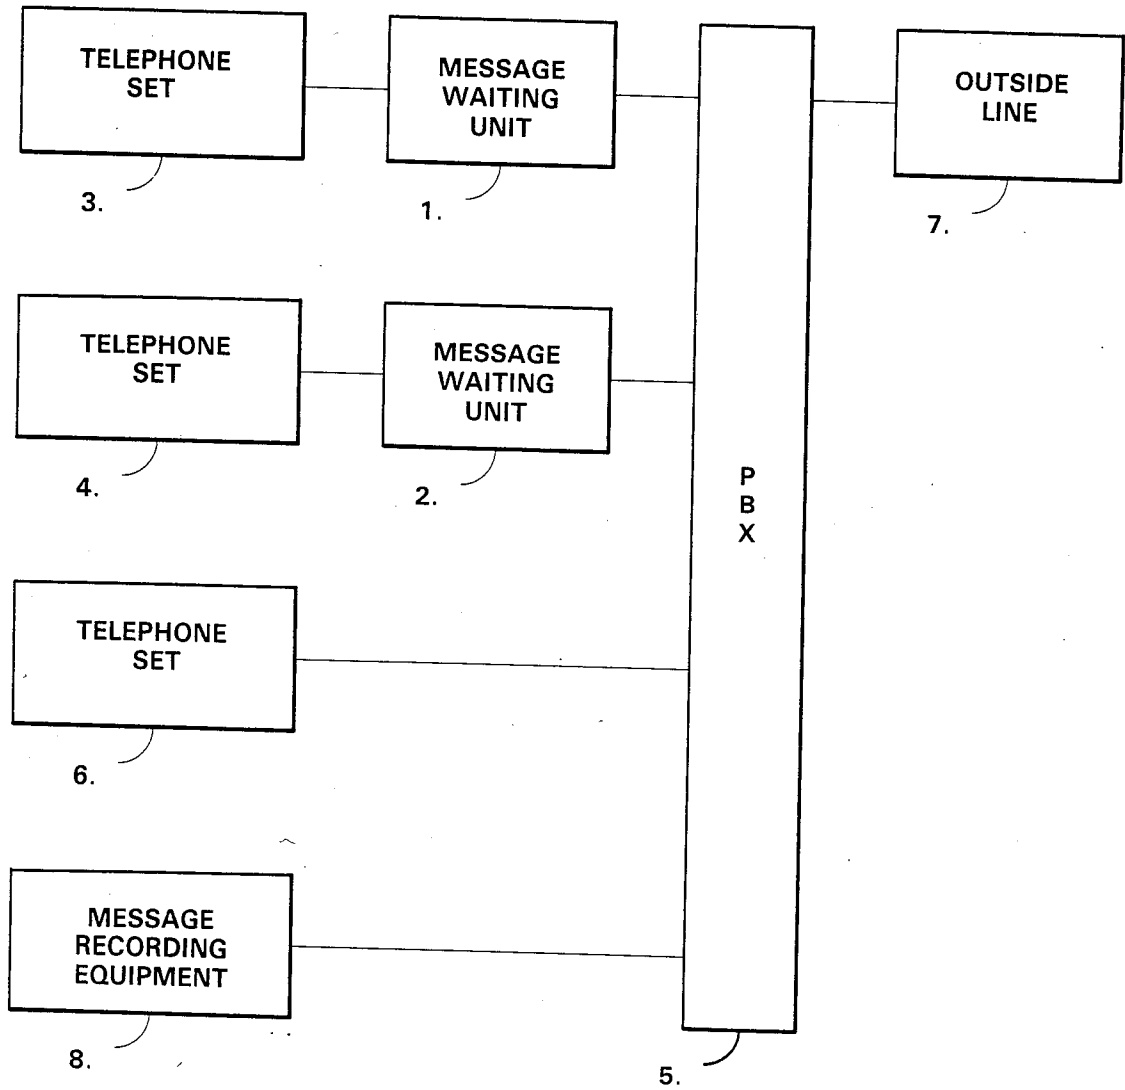 TELEPHONE
SET
3.
MESSAGE
WAITING
UNIT
1.
OUTSIDE
LINE
7.
TELEPHONE
SET
4.
MESSAGE
WAITING
UNIT
2.
P
B
X
TELEPHONE
SET
6.
MESSAGE
RECORDING
EQUIPMENT
8.
5.